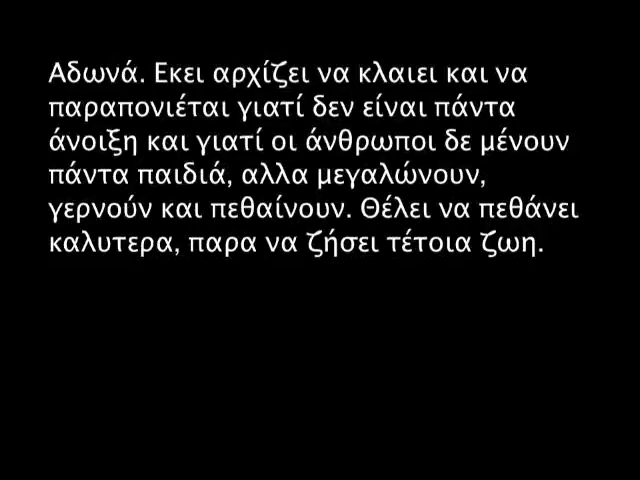 Αδωνά. Εκει αρχίζει να κλαιει και να
παραπονιέται γιατί δεν είναι πάντα
άνοιξη και γιατί οι άνθρωποι δε μένουν
πάντα παιδιά, αλλα μεγαλώνουν,
γερνούν και πεθαίνουν. Θέλει να πεθάνει
καλυτερα, παρα να ζήσει τέτοια ζωη.